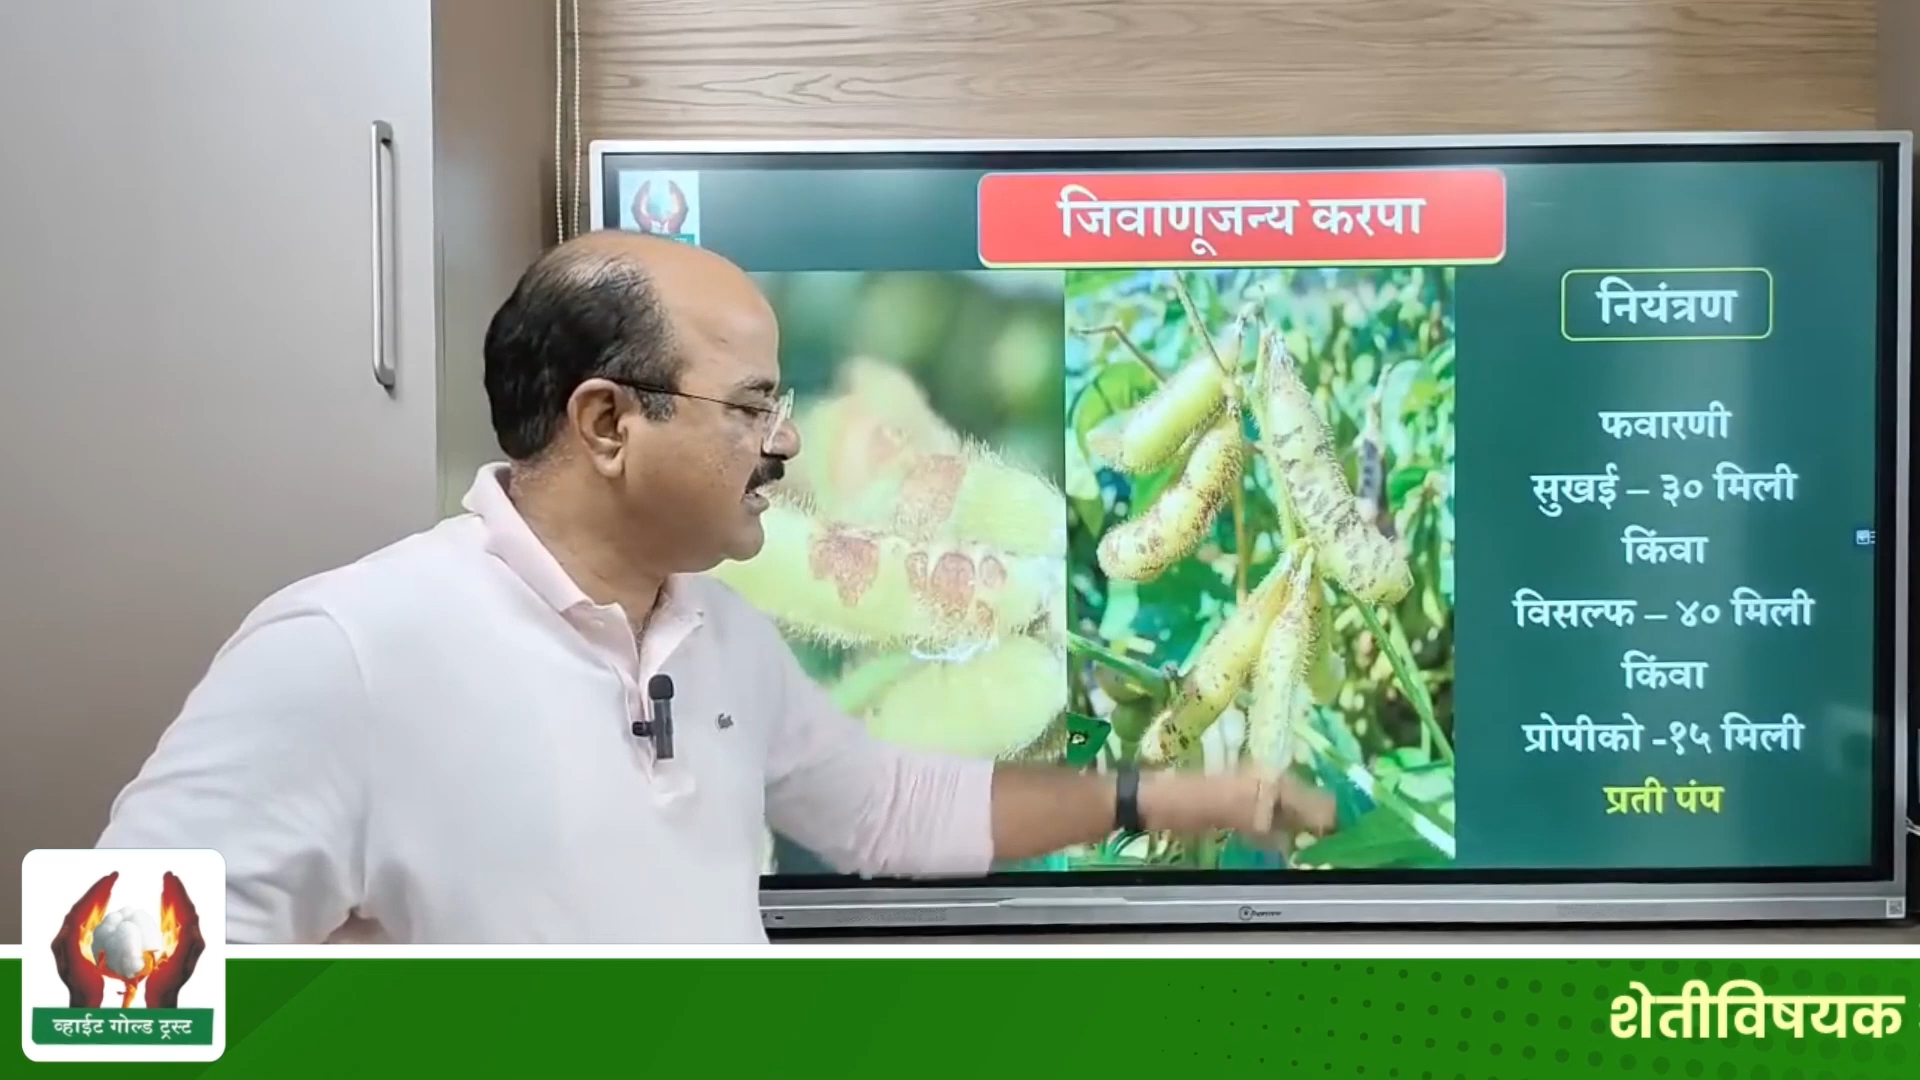 जिवाणूजन्य करपा
नियंत्रण
फवारणी
सुखई – ३० मिली
किंवा
विसल्फ – ४० मिली
किंवा
प्रोपीको -१५ मिली
प्रती पंप
व्हाईट गोल्ड ट्रस्ट
शेतीविषयक